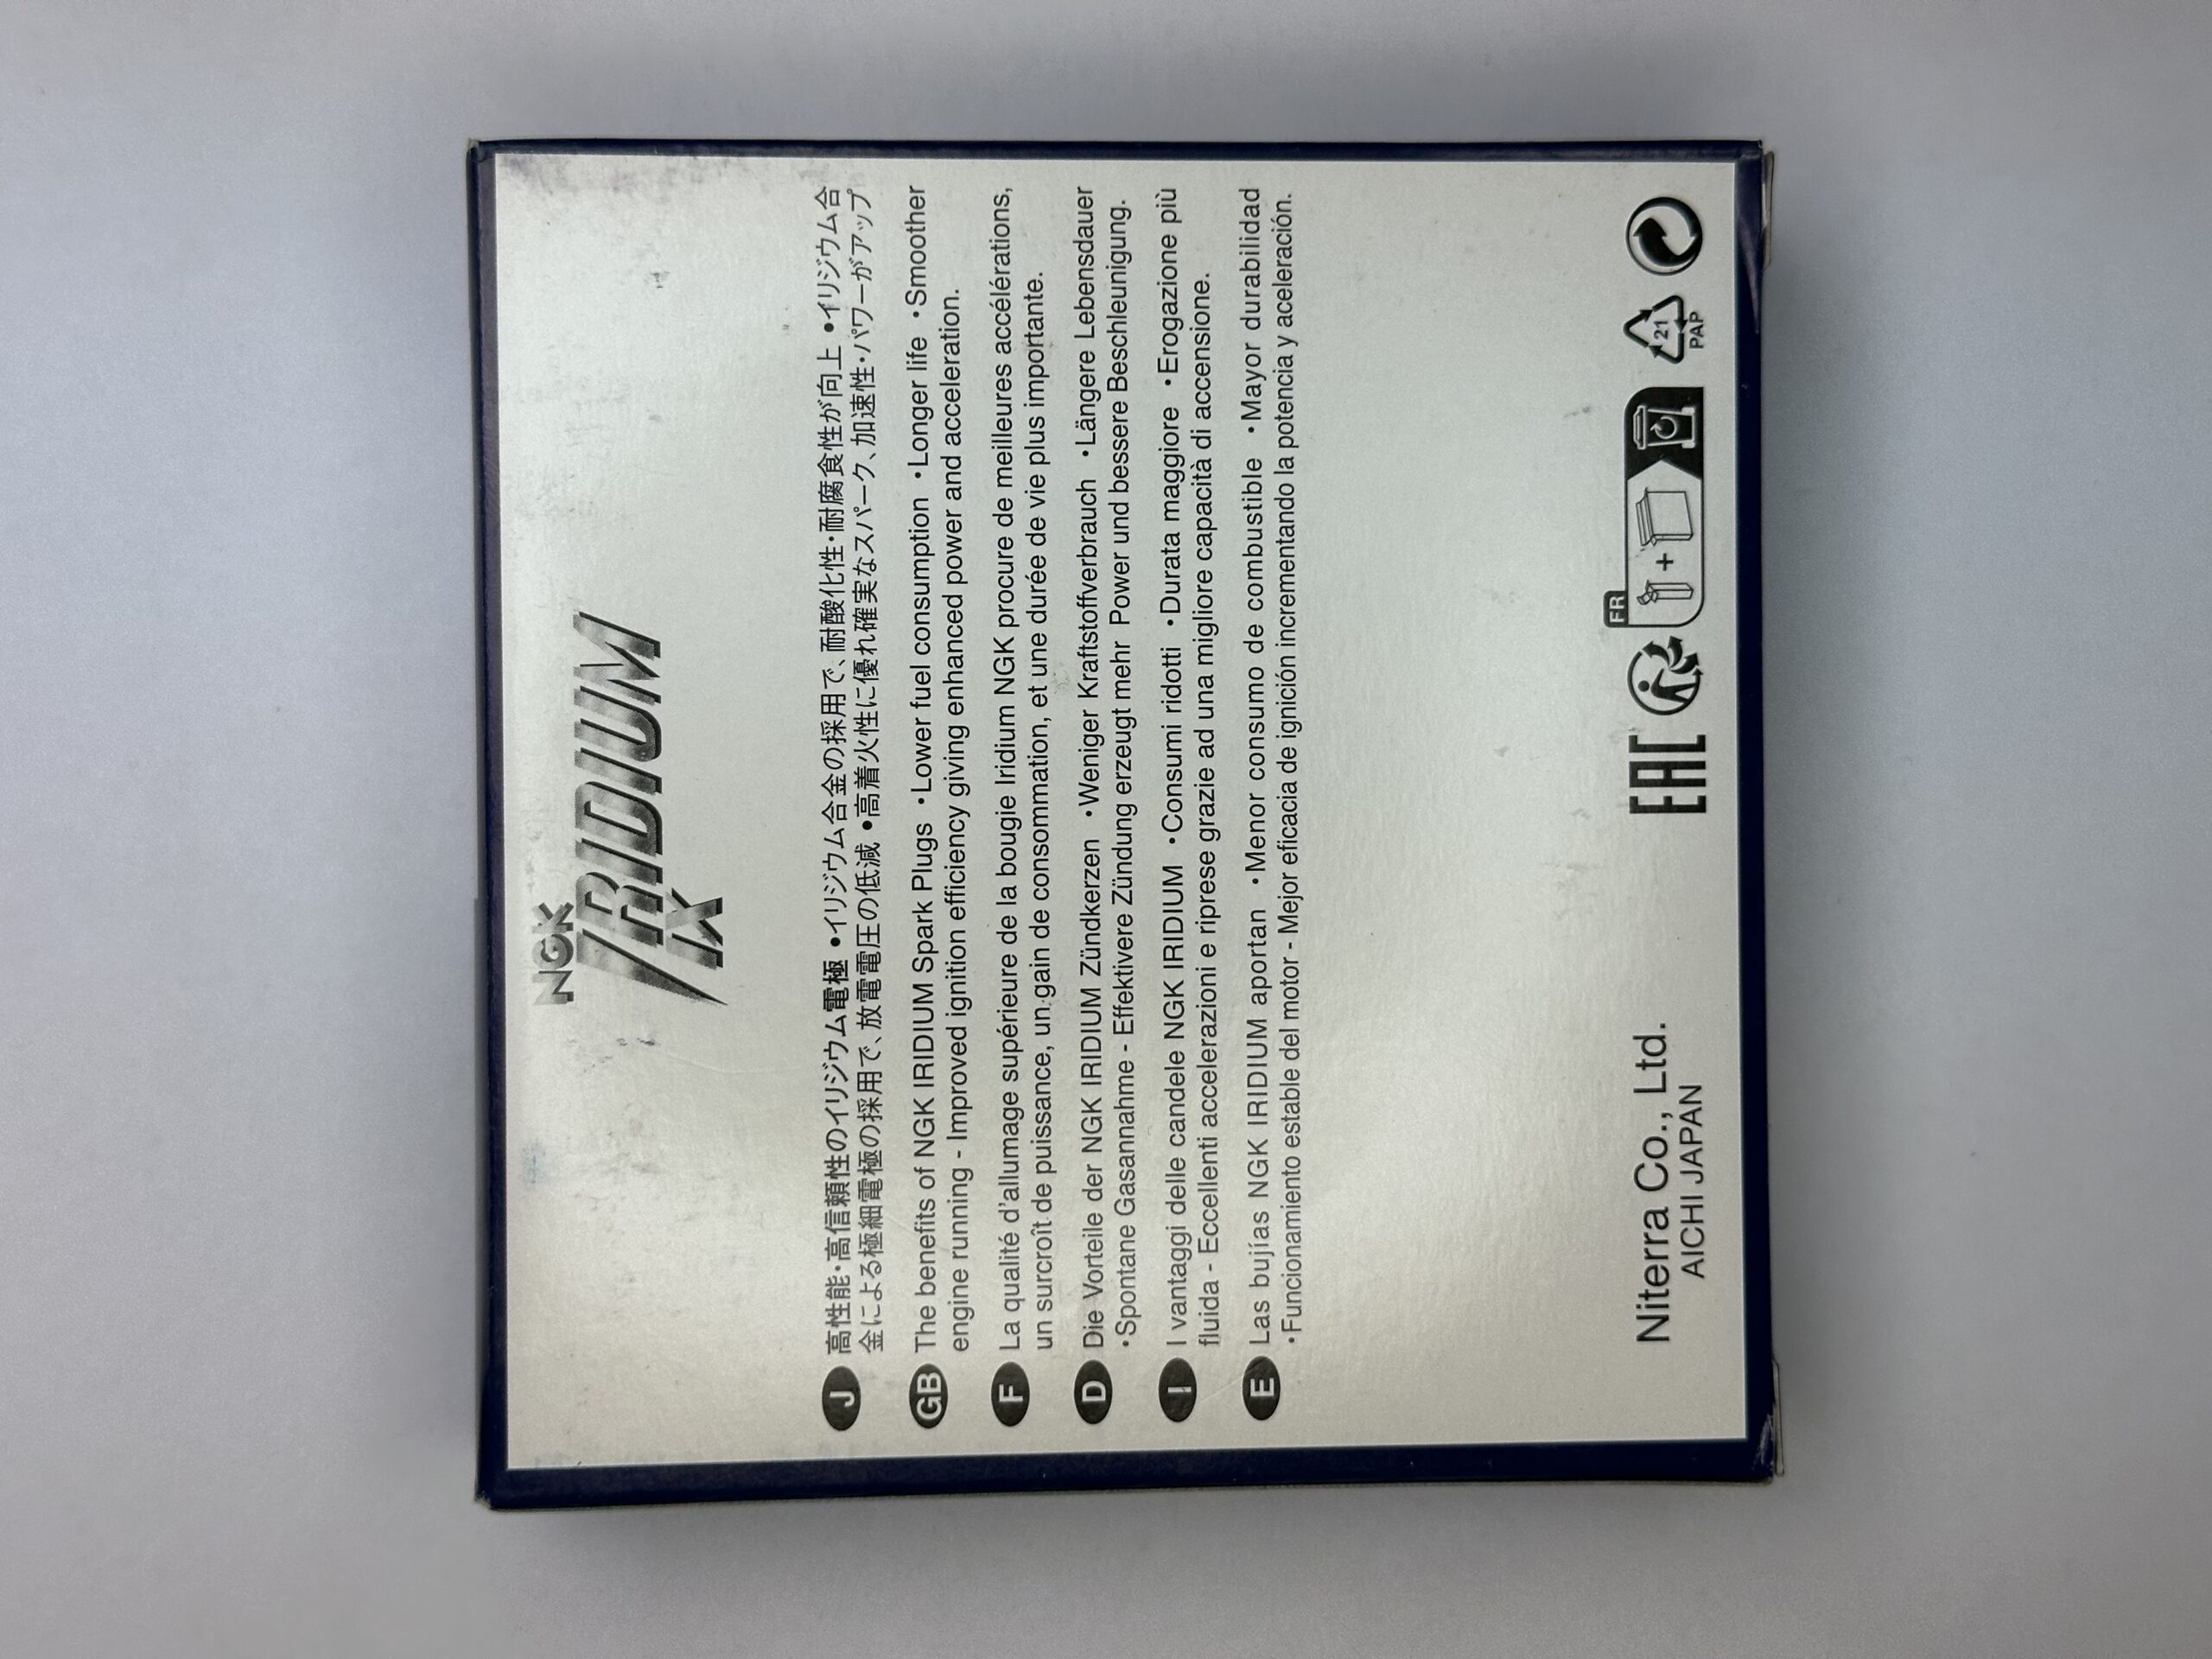 NGK
IRIDIUM
IX
J 高性能・高信頼性のイリジウム電極 ●イリジウム合金の採用で、耐酸化性・耐腐食性が向上 ●イリジウム合
金による極細電極の採用で、放電電圧の低減 ●高着火性に優れ確実なスパーク、加速性・パワーがアップ
GB The benefits of NGK IRIDIUM Spark Plugs ・Lower fuel consumption ・Longer life ・Smoother
engine running - Improved ignition efficiency giving enhanced power and acceleration.
F La qualité d'allumage supérieure de la bougie Iridium NGK procure de meilleures accélérations,
un surcroît de puissance, un gain de consommation, et une durée de vie plus importante.
D Die Vorteile der NGK IRIDIUM Zündkerzen ・Weniger Kraftstoffverbrauch ・Längere Lebensdauer
・Spontane Gasannahme - Effektivere Zündung erzeugt mehr Power und bessere Beschleunigung.
I I vantaggi delle candele NGK IRIDIUM ・Consumi ridotti ・Durata maggiore ・Erogazione più
fluida - Eccellenti accelerazioni e riprese grazie ad una migliore capacità di accensione.
E Las bujías NGK IRIDIUM aportan ・Menor consumo de combustible ・Mayor durabilidad
・Funcionamiento estable del motor - Mejor eficacia de ignición incrementando la potencia y aceleración.
Niterra Co., Ltd.
AICHI JAPAN
EAC
FR
21
PAP